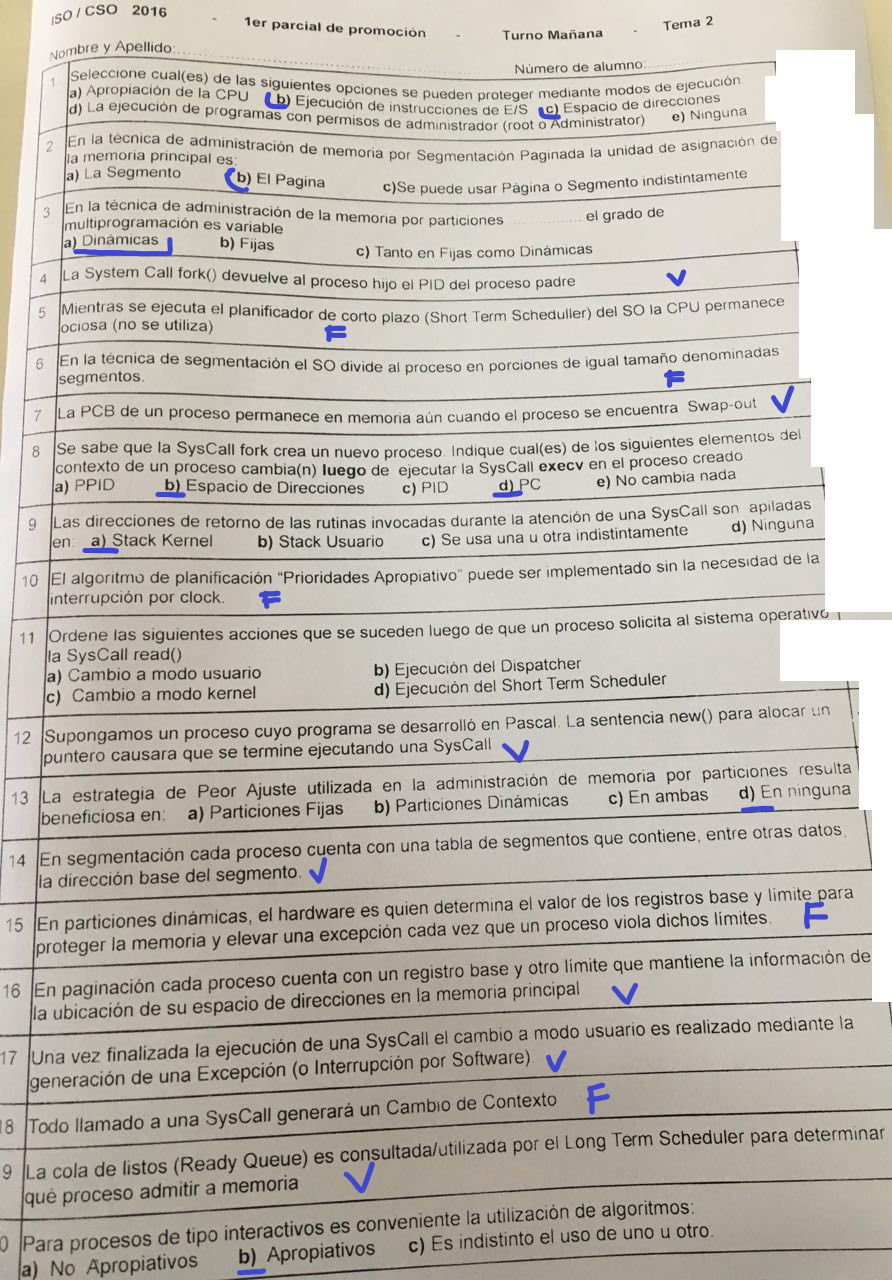 ISO / CSO 2016 - 1er parcial de promoción - Turno Mañana - Tema 2
Nombre y Apellido:.......... Número de alumno:..........
1 Seleccione cual(es) de las siguientes opciones se pueden proteger mediante modos de ejecución
a) Apropiación de la CPU b) Ejecución de instrucciones de E/S c) Espacio de direcciones
d) La ejecución de programas con permisos de administrador (root o Administrator) e) Ninguna
2 En la técnica de administración de memoria por Segmentación Paginada la unidad de asignación de
la memoria principal es:
a) La Segmento b) El Pagina c)Se puede usar Página o Segmento indistintamente
3 En la técnica de administración de la memoria por particiones .............. el grado de
multiprogramación es variable
a) Dinámicas b) Fijas c) Tanto en Fijas como Dinámicas
4 La System Call fork() devuelve al proceso hijo el PID del proceso padre V
5 Mientras se ejecuta el planificador de corto plazo (Short Term Scheduller) del SO la CPU permanece
ociosa (no se utiliza) F
6 En la técnica de segmentación el SO divide al proceso en porciones de igual tamaño denominadas
segmentos. F
7 La PCB de un proceso permanece en memoria aún cuando el proceso se encuentra Swap-out V
8 Se sabe que la SysCall fork crea un nuevo proceso. Indique cual(es) de los siguientes elementos del
contexto de un proceso cambia(n) luego de ejecutar la SysCall execv en el proceso creado
a) PPID b) Espacio de Direcciones c) PID d) PC e) No cambia nada
9 Las direcciones de retorno de las rutinas invocadas durante la atención de una SysCall son apiladas
en: a) Stack Kernel b) Stack Usuario c) Se usa una u otra indistintamente d) Ninguna
10 El algoritmo de planificación "Prioridades Apropiativo" puede ser implementado sin la necesidad de la
interrupción por clock. F
11 Ordene las siguientes acciones que se suceden luego de que un proceso solicita al sistema operativo
la SysCall read()
a) Cambio a modo usuario b) Ejecución del Dispatcher
c) Cambio a modo kernel d) Ejecución del Short Term Scheduler
12 Supongamos un proceso cuyo programa se desarrolló en Pascal. La sentencia new() para alocar un
puntero causara que se termine ejecutando una SysCall V
13 La estrategia de Peor Ajuste utilizada en la administración de memoria por particiones resulta
beneficiosa en: a) Particiones Fijas b) Particiones Dinámicas c) En ambas d) En ninguna
14 En segmentación cada proceso cuenta con una tabla de segmentos que contiene, entre otras datos,
la dirección base del segmento. V
15 En particiones dinámicas, el hardware es quien determina el valor de los registros base y límite para
proteger la memoria y elevar una excepción cada vez que un proceso viola dichos límites. F
16 En paginación cada proceso cuenta con un registro base y otro límite que mantiene la información de
la ubicación de su espacio de direcciones en la memoria principal V
17 Una vez finalizada la ejecución de una SysCall el cambio a modo usuario es realizado mediante la
generación de una Excepción (o Interrupción por Software) V
18 Todo llamado a una SysCall generará un Cambio de Contexto F
9 La cola de listos (Ready Queue) es consultada/utilizada por el Long Term Scheduler para determinar
qué proceso admitir a memoria V
0 Para procesos de tipo interactivos es conveniente la utilización de algoritmos:
a) No Apropiativos b) Apropiativos c) Es indistinto el uso de uno u otro.